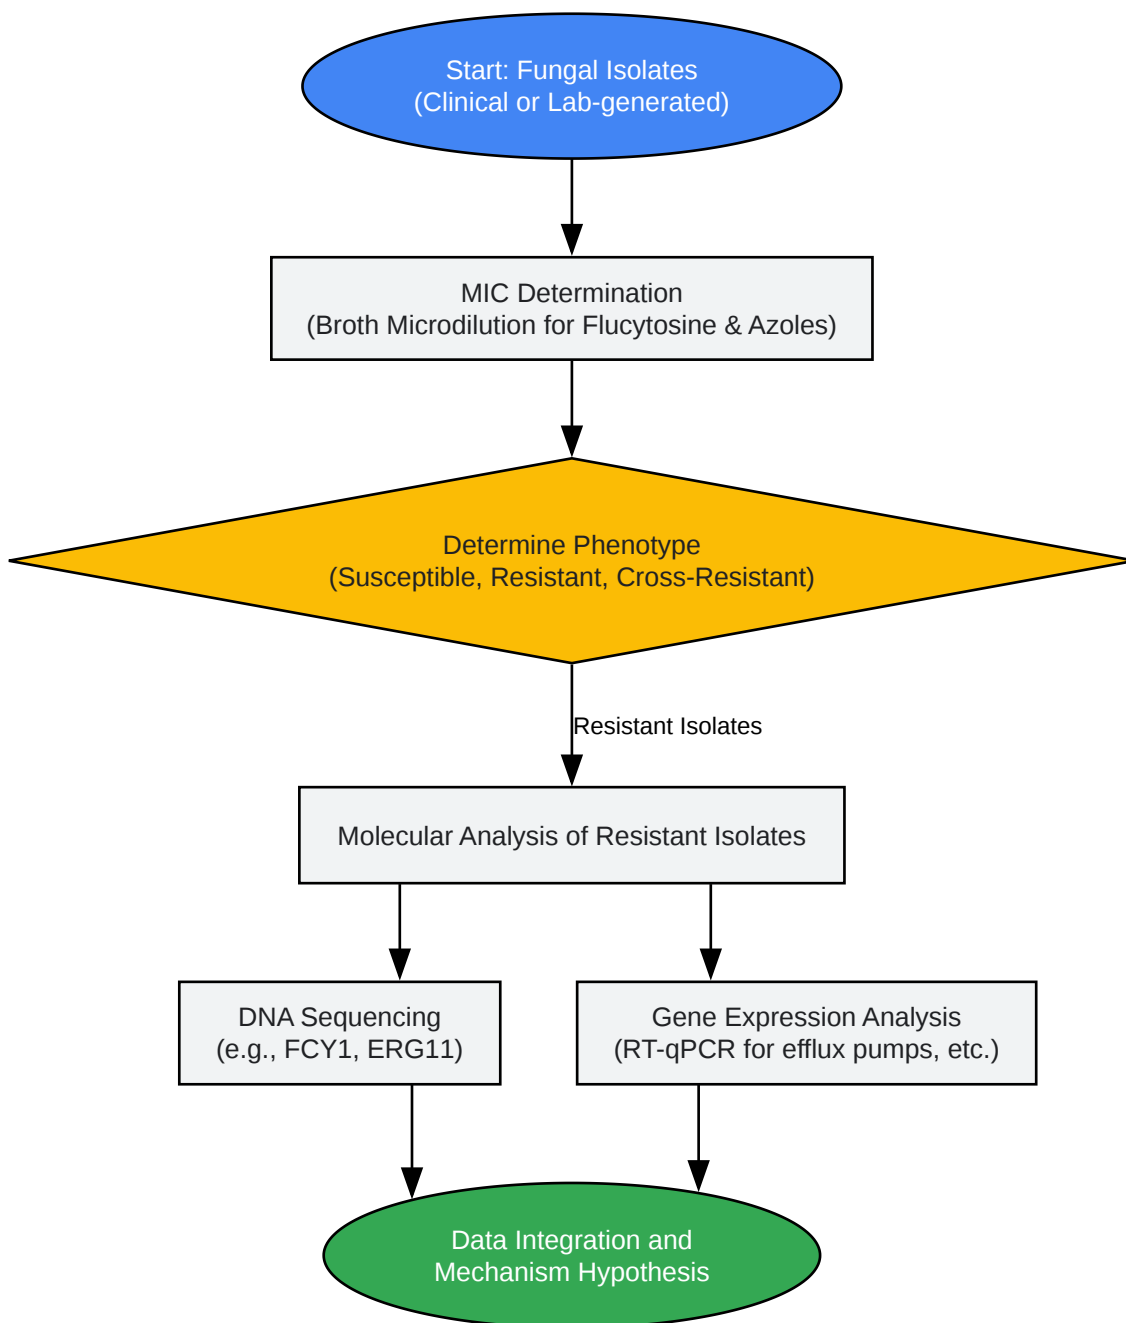 Start: Fungal Isolates
(Clinical or Lab-generated)
MIC Determination
(Broth Microdilution for Flucytosine & Azoles)
Determine Phenotype
(Susceptible, Resistant, Cross-Resistant)
Resistant Isolates
Molecular Analysis of Resistant Isolates
DNA Sequencing
(e.g., FCY1, ERG11)
Gene Expression Analysis
(RT-qPCR for efflux pumps, etc.)
Data Integration and
Mechanism Hypothesis